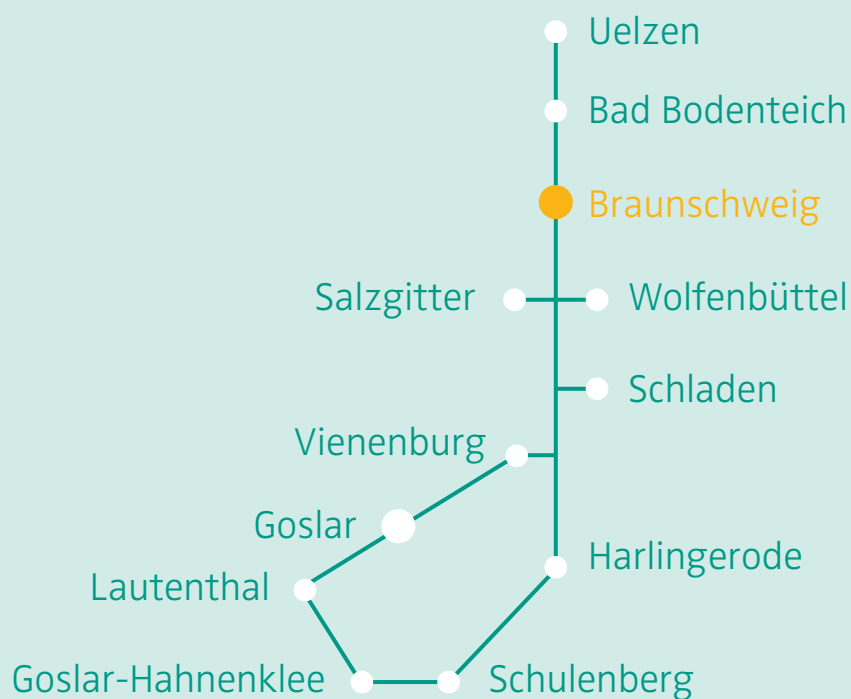 Uelzen
Bad Bodenteich
Braunschweig
Salzgitter
Wolfenbüttel
Schladen
Vienenburg
Goslar
Harlingerode
Lautenthal
Goslar-Hahnenklee
Schulenberg